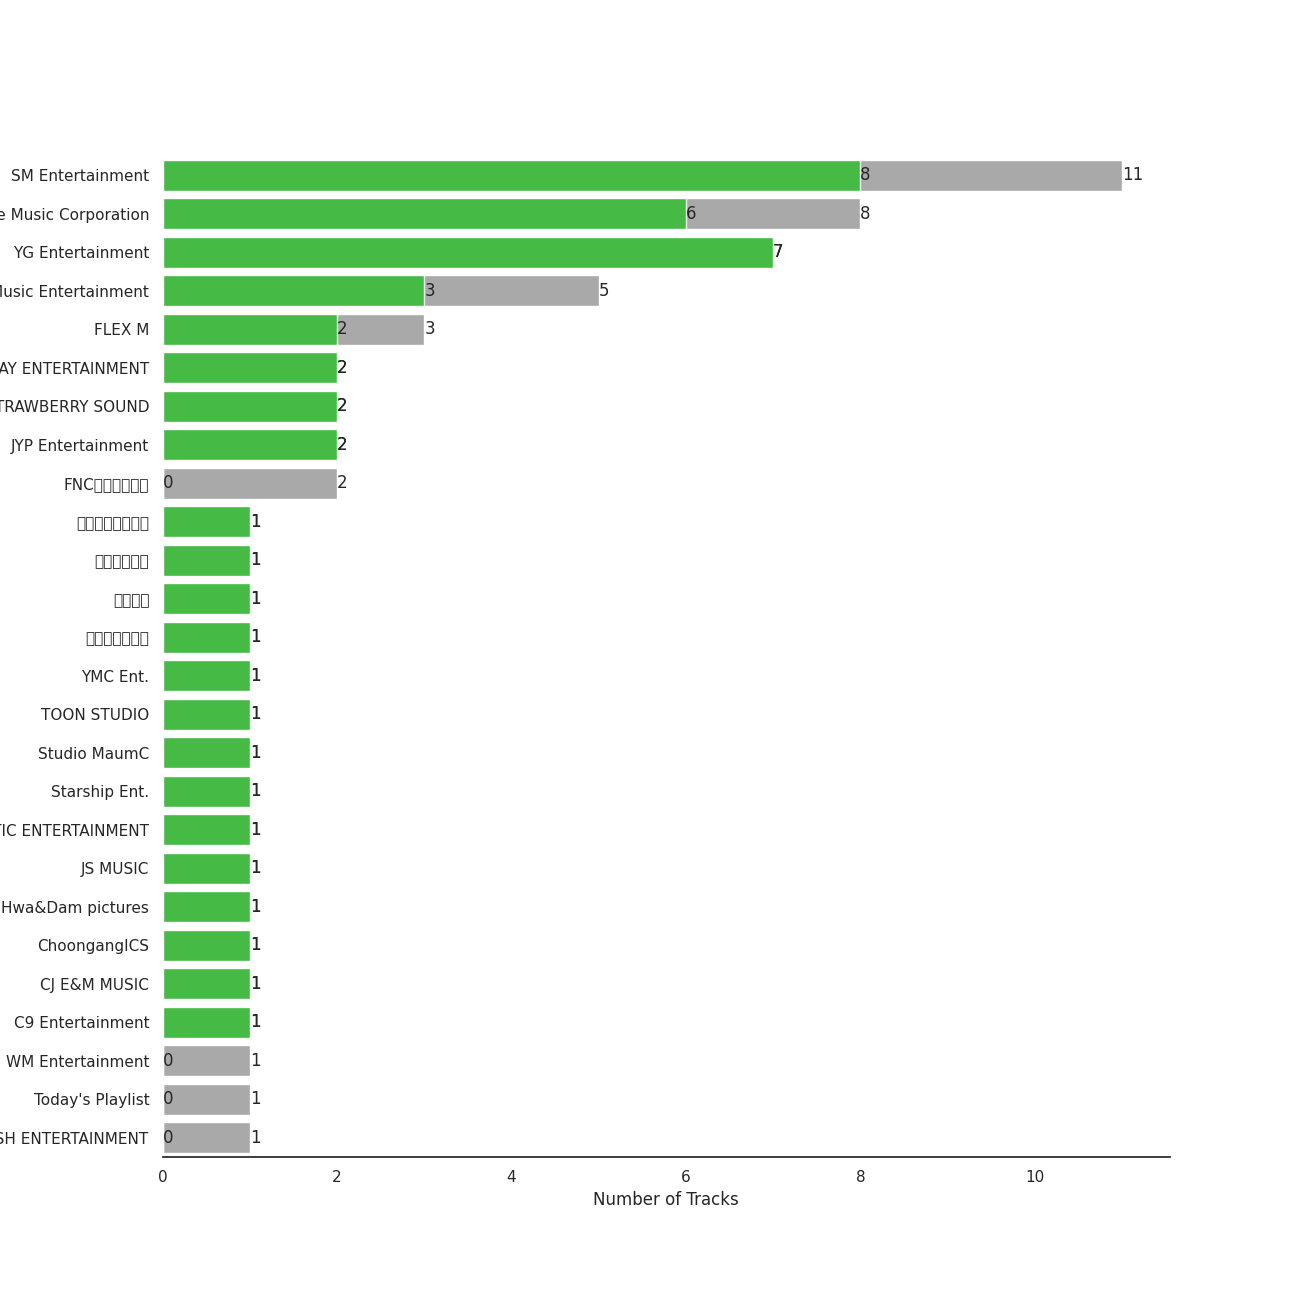 SM Entertainment 8 11
e Music Corporation 6 8
YG Entertainment 7
Music Entertainment 3 5
FLEX M 2 3
AY ENTERTAINMENT 2
TRAWBERRY SOUND 2
JYP Entertainment 2
FNC 0 2
1
1
1
1
YMC Ent. 1
TOON STUDIO 1
Studio MaumC 1
Starship Ent. 1
TIC ENTERTAINMENT 1
JS MUSIC 1
Hwa&Dam pictures 1
ChoongangICS 1
CJ E&M MUSIC 1
C9 Entertainment 1
WM Entertainment 0 1
Today's Playlist 0 1
SH ENTERTAINMENT 0 1
0 2 4 6 8 10
Number of Tracks